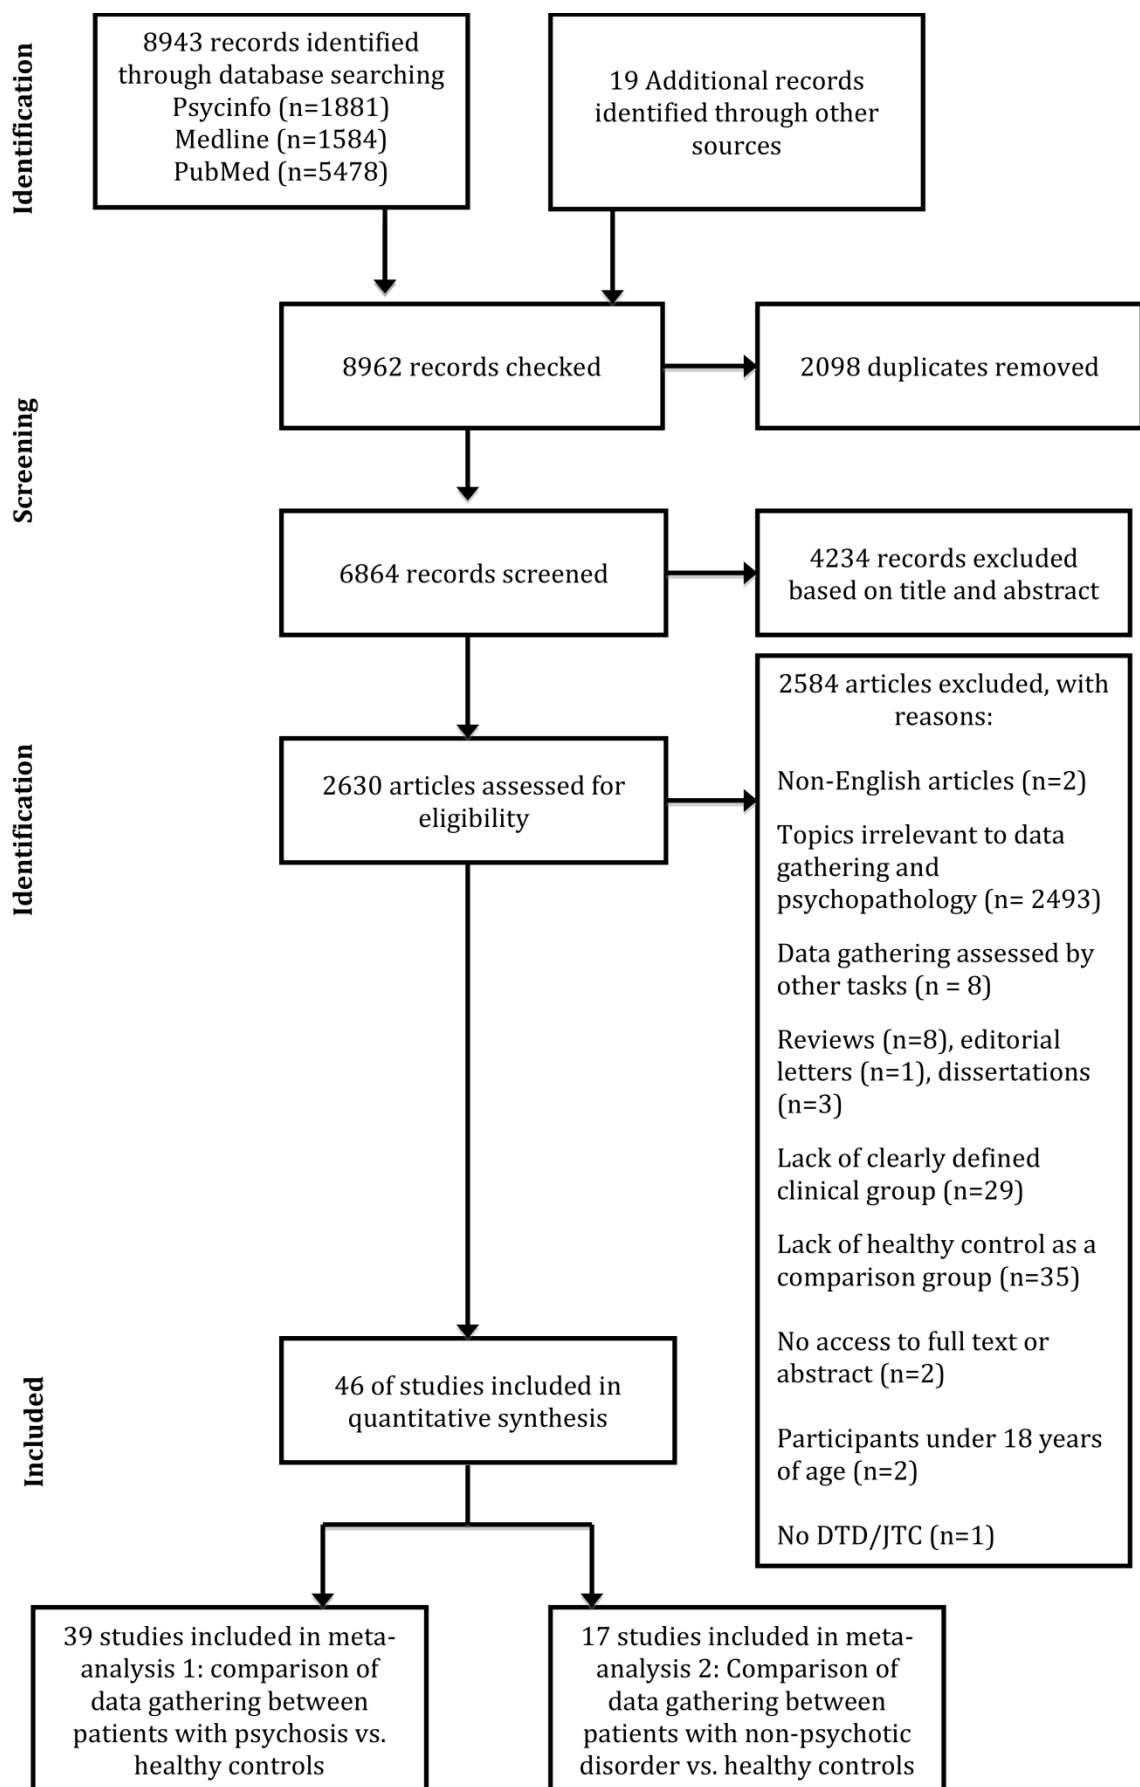 Identification
8943 records identified
through database searching
Psycinfo (n=1881)
Medline (n=1584)
PubMed (n=5478)
19 Additional records
identified through other
sources
Screening
8962 records checked
2098 duplicates removed
6864 records screened
4234 records excluded
based on title and abstract
Identification
2630 articles assessed for
eligibility
2584 articles excluded, with
reasons:
Non-English articles (n=2)
Topics irrelevant to data
gathering and
psychopathology (n= 2493)
Data gathering assessed by
other tasks (n = 8)
Reviews (n=8), editorial
letters (n=1), dissertations
(n=3)
Lack of clearly defined
clinical group (n=29)
Lack of healthy control as a
comparison group (n=35)
No access to full text or
abstract (n=2)
Participants under 18 years
of age (n=2)
No DTD/JTC (n=1)
Included
46 of studies included in
quantitative synthesis
39 studies included in meta-
analysis 1: comparison of
data gathering between
patients with psychosis vs.
healthy controls
17 studies included in meta-
analysis 2: Comparison of
data gathering between
patients with non-psychotic
disorder vs. healthy controls